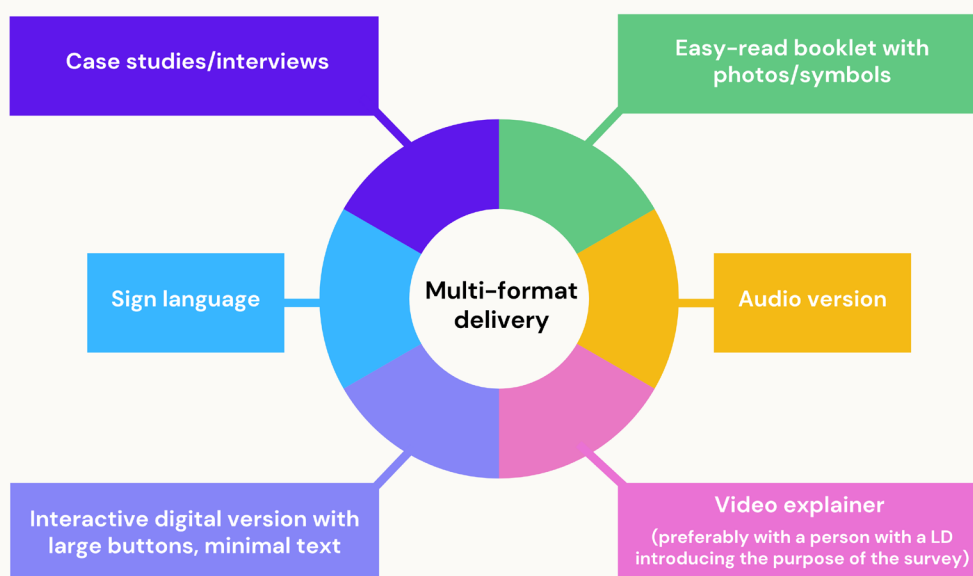 Case studies/interviews
Easy-read booklet with
photos/symbols
Sign language
Multi-format
delivery
Audio version
Interactive digital version with
large buttons, minimal text
Video explainer
(preferably with a person with a LD
introducing the purpose of the survey)